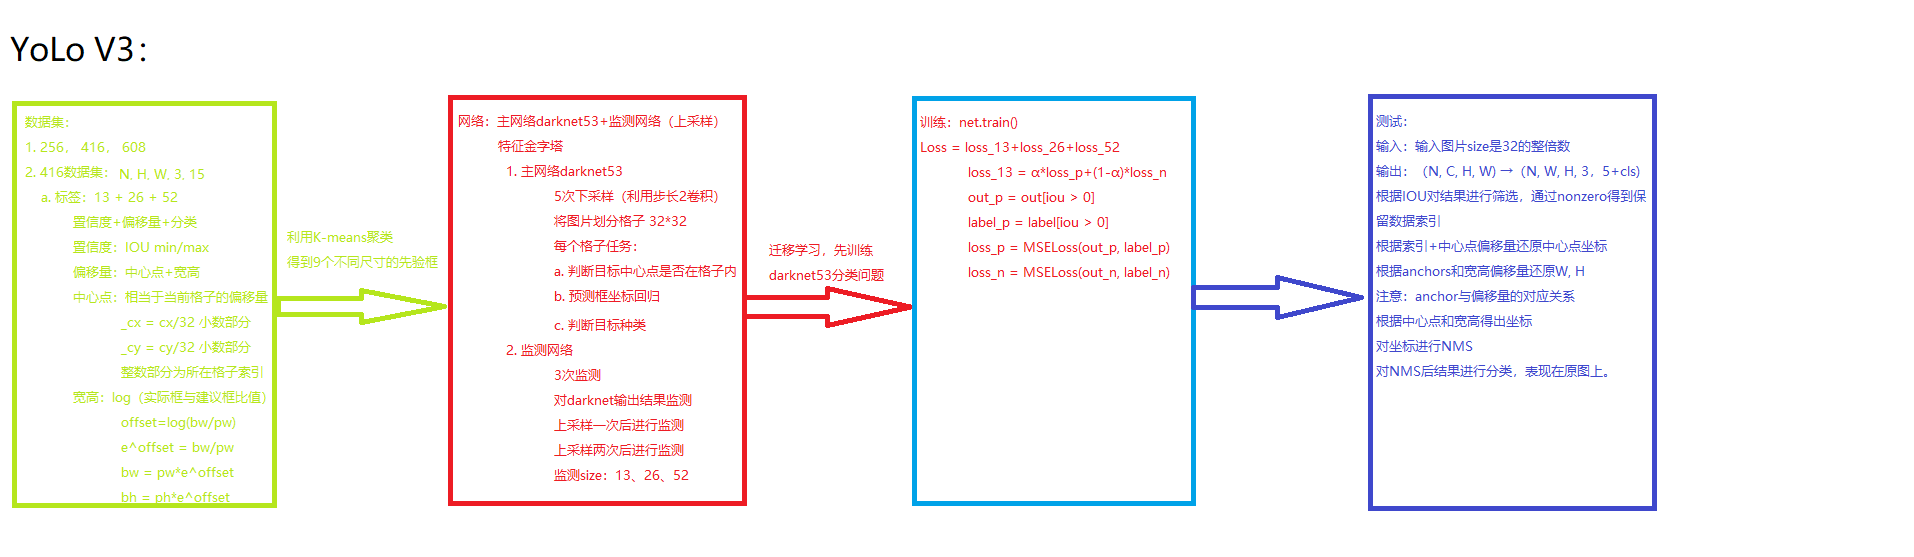 YoLo V3：
数据集：
1. 256， 416， 608
2. 416数据集：N, H, W, 3, 15
a. 标签：13 + 26 + 52
置信度+偏移量+分类
置信度：IOU min/max
偏移量：中心点+宽高
中心点：相当于当前格子的偏移量
_cx = cx/32 小数部分
_cy = cy/32 小数部分
整数部分为所在格子索引
宽高：log（实际框与建议框比值）
offset=log(bw/pw)
e^offset = bw/pw
bw = pw*e^offset
bh = ph*e^offset
利用K-means聚类
得到9个不同尺寸的先验框
网络：主网络darknet53+监测网络（上采样）
特征金字塔
1. 主网络darknet53
5次下采样（利用步长2卷积）
将图片划分格子 32*32
每个格子任务：
a. 判断目标中心点是否在格子内
b. 预测框坐标回归
c. 判断目标种类
2. 监测网络
3次监测
对darknet输出结果监测
上采样一次后进行监测
上采样两次后进行监测
监测size：13、26、52
迁移学习，先训练
darknet53分类问题
训练：net.train()
Loss = loss_13+loss_26+loss_52
loss_13 = α*loss_p+(1-α)*loss_n
out_p = out[iou > 0]
label_p = label[iou > 0]
loss_p = MSELoss(out_p, label_p)
loss_n = MSELoss(out_n, label_n)
测试：
输入：输入图片size是32的整倍数
输出：（N, C, H, W) →（N, W, H, 3，5+cls)
根据IOU对结果进行筛选，通过nonzero得到保
留数据索引
根据索引+中心点偏移量还原中心点坐标
根据anchors和宽高偏移量还原W, H
注意：anchor与偏移量的对应关系
根据中心点和宽高得出坐标
对坐标进行NMS
对NMS后结果进行分类，表现在原图上。